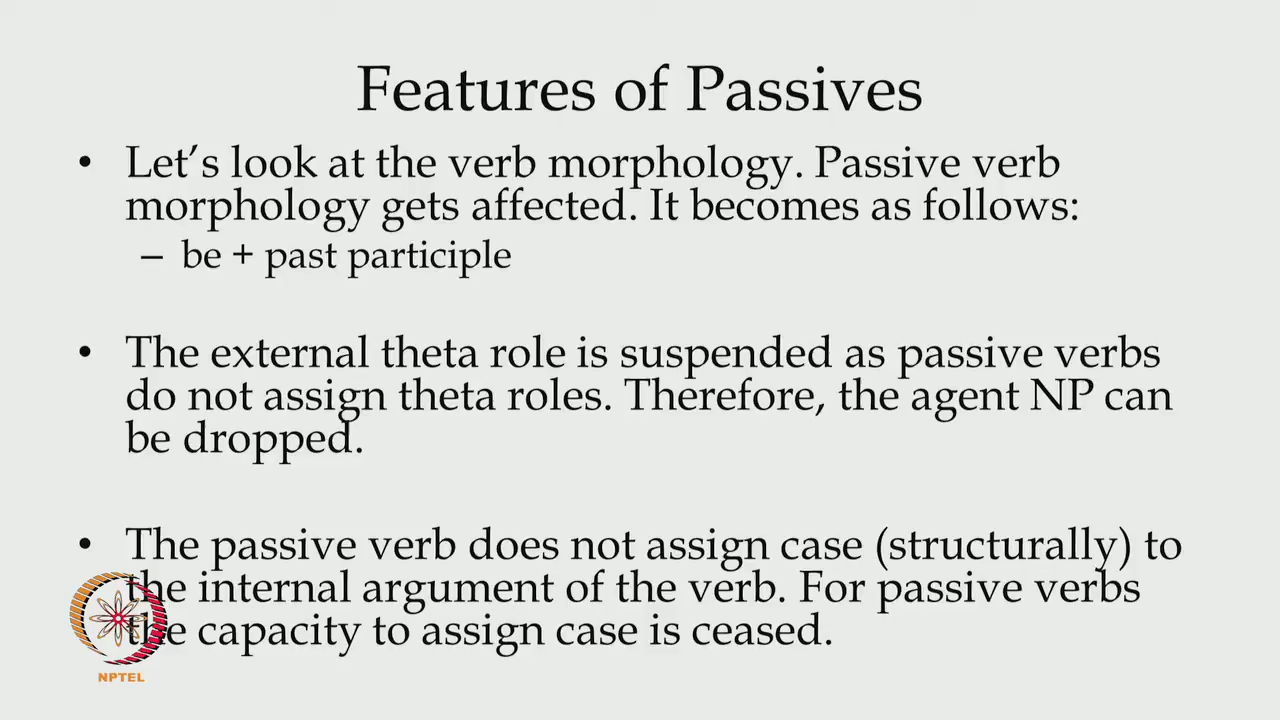 Features of Passives
• Let’s look at the verb morphology. Passive verb
morphology gets affected. It becomes as follows:
– be + past participle
• The external theta role is suspended as passive verbs
do not assign theta roles. Therefore, the agent NP can
be dropped.
• The passive verb does not assign case (structurally) to
the internal argument of the verb. For passive verbs
the capacity to assign case is ceased.
NPTEL